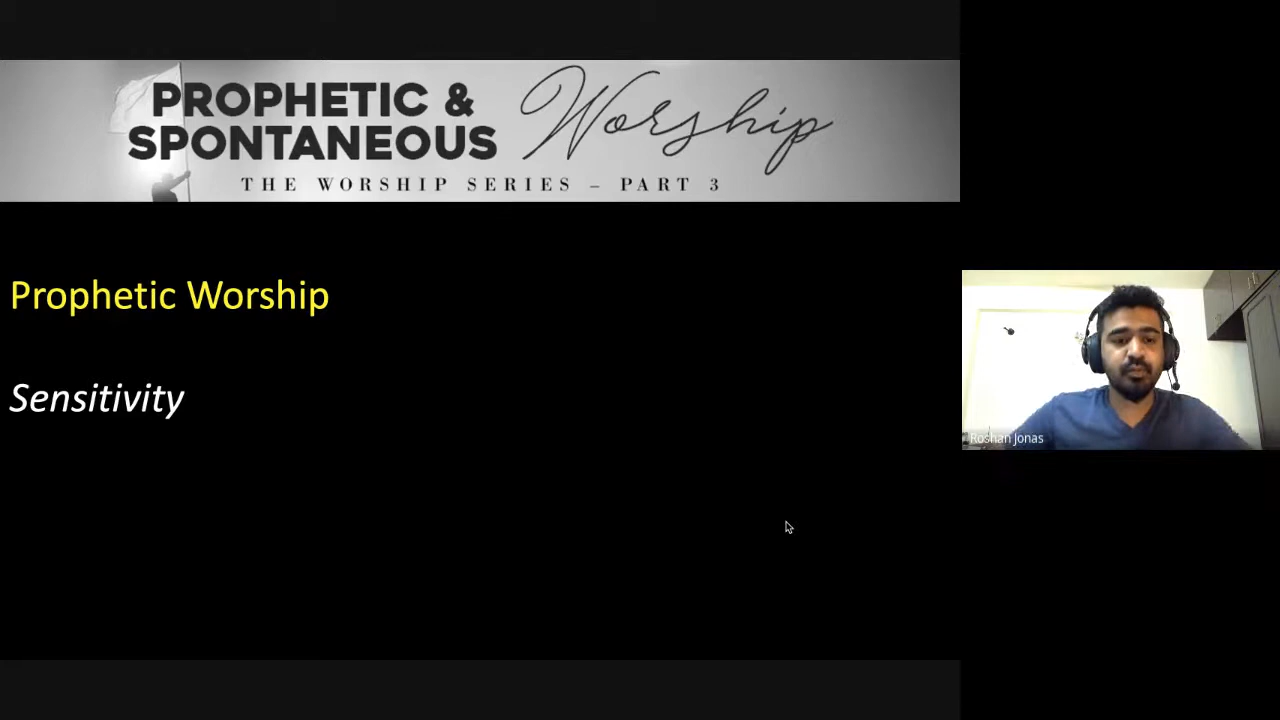 PROPHETIC &
SPONTANEOUS
Worship
THE WORSHIP SERIES – PART 3
Prophetic Worship
Sensitivity
Roshan Jonas